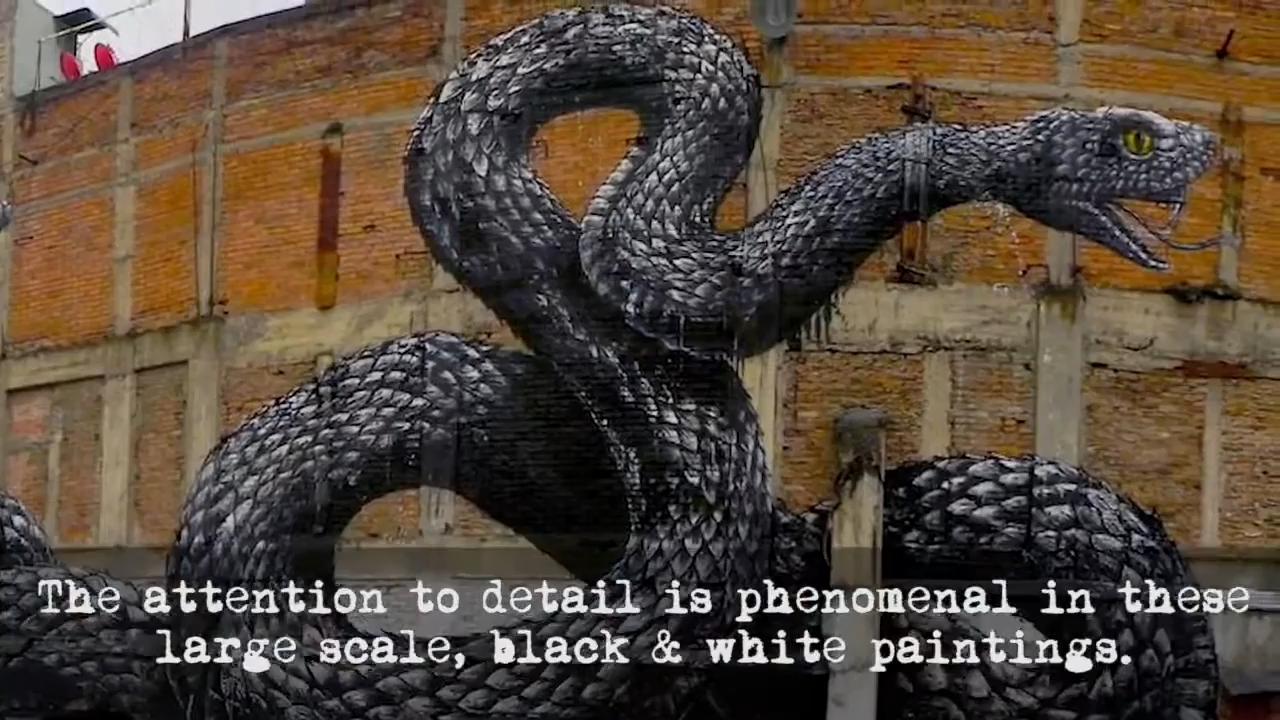 The attention to detail is phenomenal in these
large scale, black & white paintings.